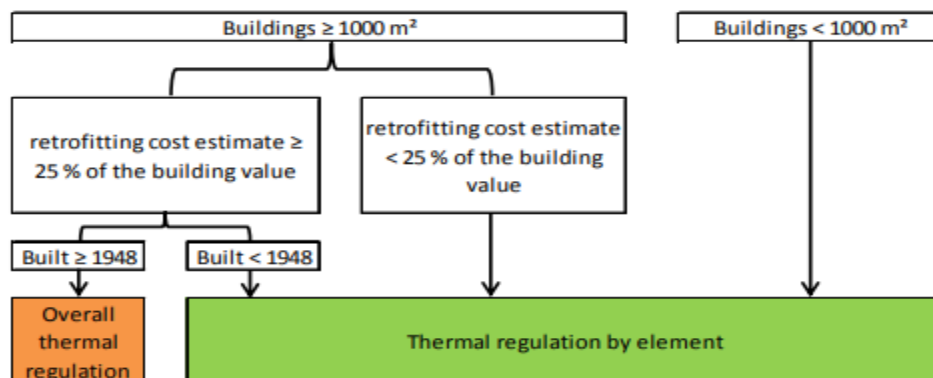 Buildings ≥ 1000 m²
Buildings < 1000 m²
retrofitting cost estimate ≥
25 % of the building value
retrofitting cost estimate
< 25 % of the building
value
Built ≥ 1948
Built < 1948
Overall
thermal
regulation
Thermal regulation by element